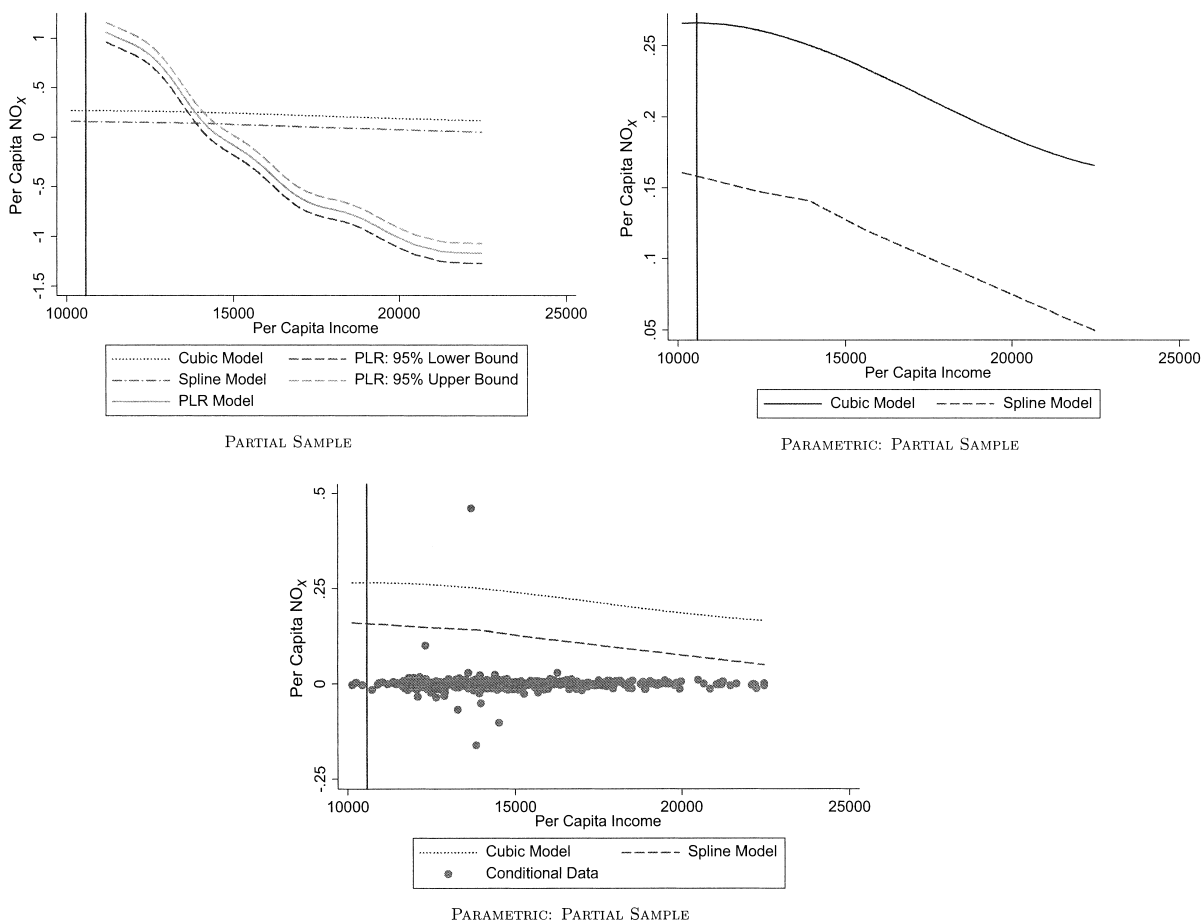 Per Capita NOX
1
.5
0
-.5
-1
-1.5
10000 15000 20000 25000
Per Capita Income
Cubic Model PLR: 95% Lower Bound
Spline Model PLR: 95% Upper Bound
PLR Model
PARTIAL SAMPLE
Per Capita NOX
.25
.2
.15
.1
.05
10000 15000 20000 25000
Per Capita Income
Cubic Model Spline Model
PARAMETRIC: PARTIAL SAMPLE
Per Capita NOX
.5
.25
0
-.25
10000 15000 20000 25000
Per Capita Income
Cubic Model Spline Model
Conditional Data
PARAMETRIC: PARTIAL SAMPLE